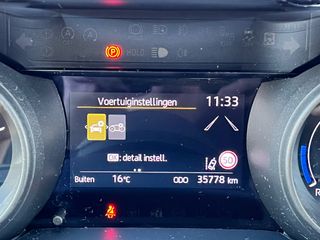 HOLD
Voertuiginstellingen 11:33
OK: detail instell.
50
Buiten 16°C ODO 35778 km